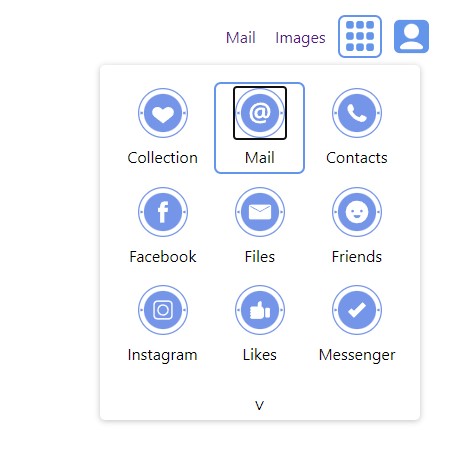 Mail Images
Collection Mail Contacts
Facebook Files Friends
Instagram Likes Messenger
v